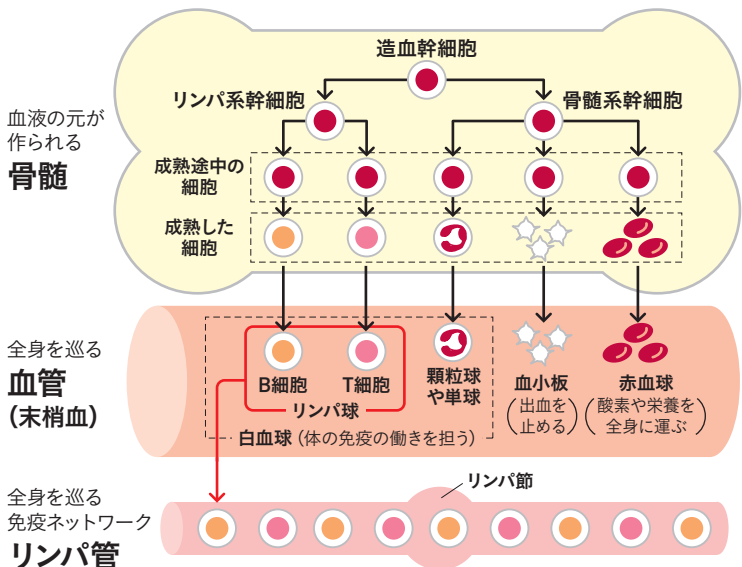 造血幹細胞
リンパ系幹細胞
骨髄系幹細胞
血液の元が
作られる
骨髄
成熟途中の
細胞
成熟した
細胞
全身を巡る
血管
(末梢血)
B細胞
T細胞
リンパ球
顆粒球
や単球
白血球(体の免疫の働きを担う)
血小板
(出血を
止める)
赤血球
(酸素や栄養を
全身に運ぶ)
全身を巡る
免疫ネットワーク
リンパ管
リンパ節